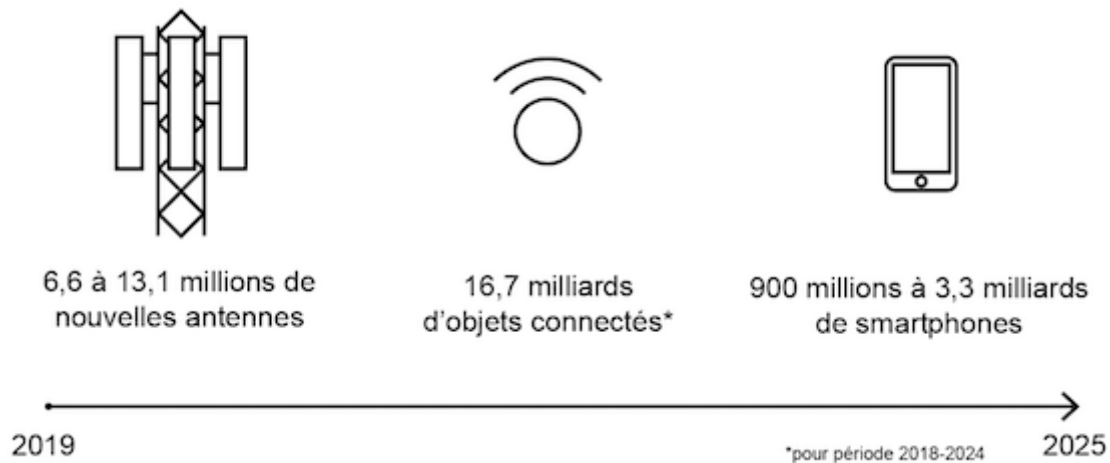 6,6 à 13,1 millions de
nouvelles antennes
16,7 milliards
d'objets connectés*
900 millions à 3,3 milliards
de smartphones
2019
*pour période 2018-2024
2025